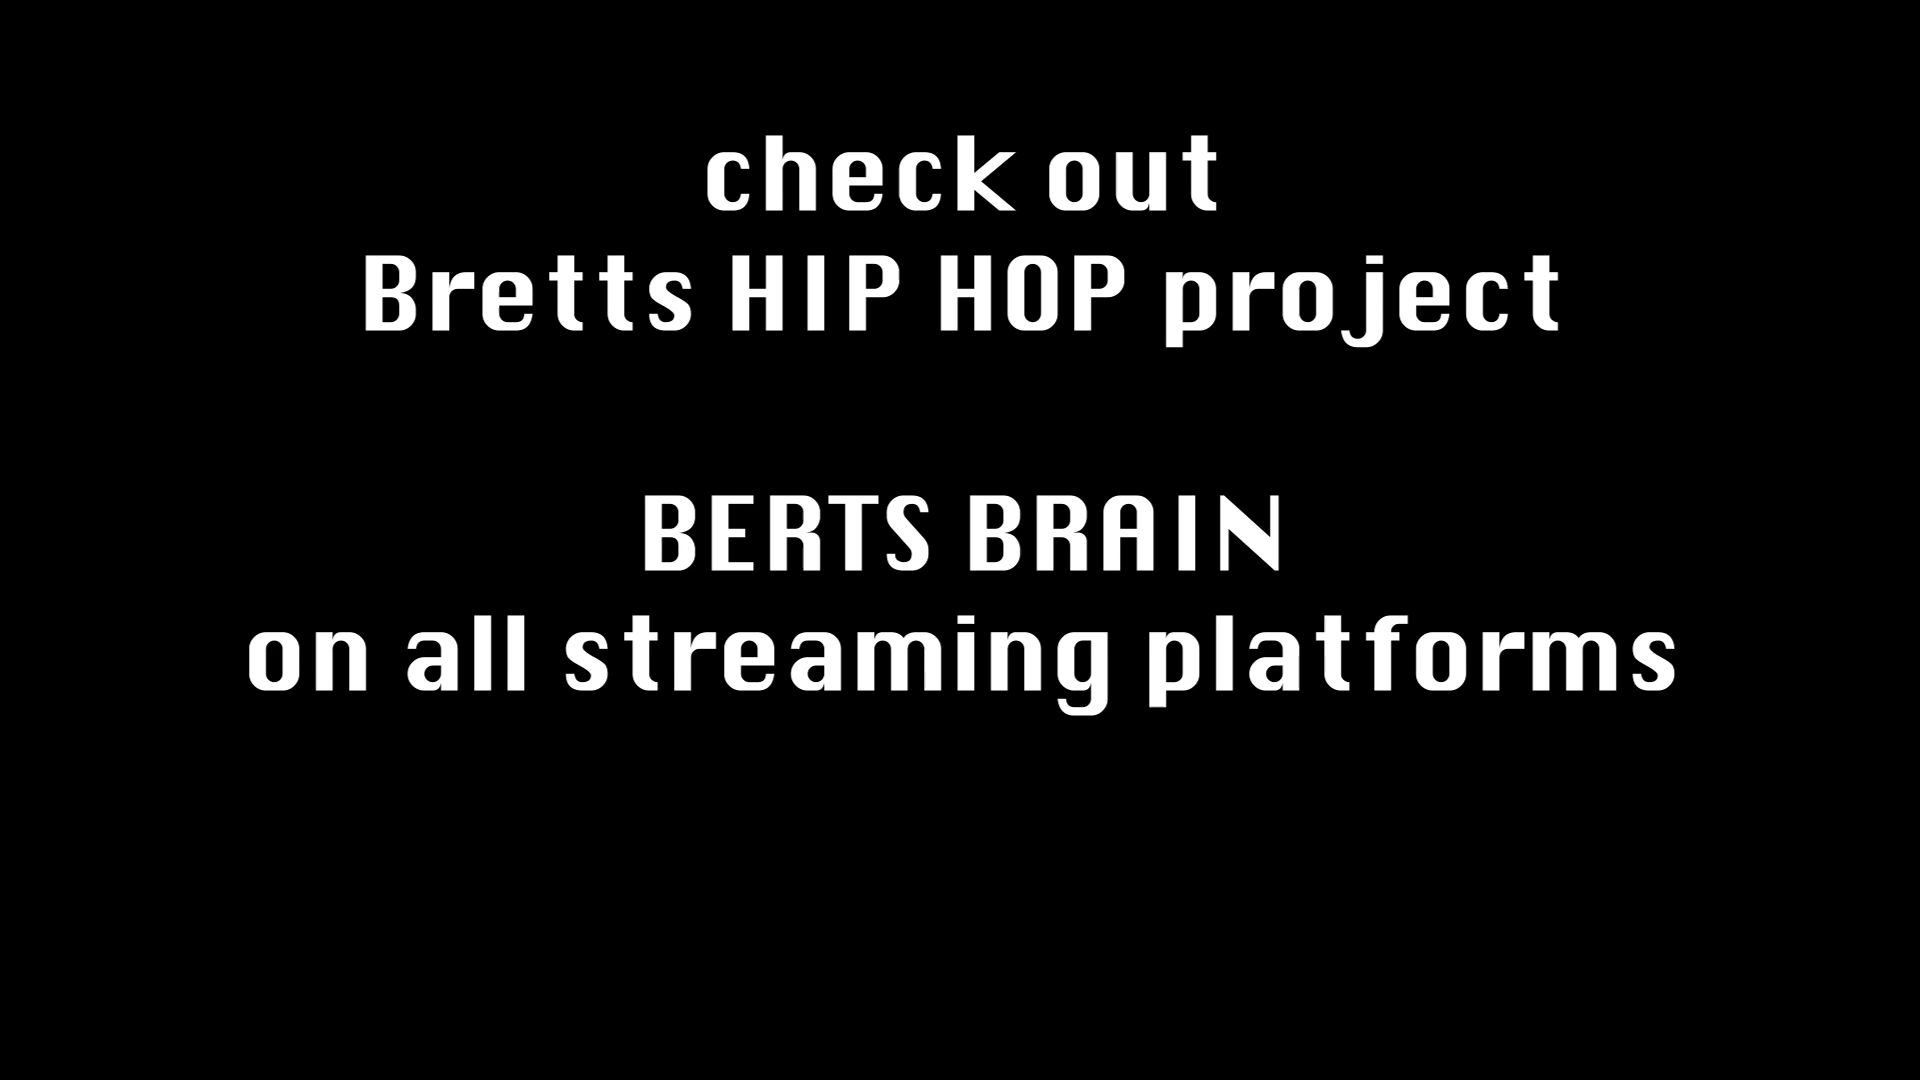 check out
Bretts HIP HOP project
BERTS BRAIN
on all streaming platforms